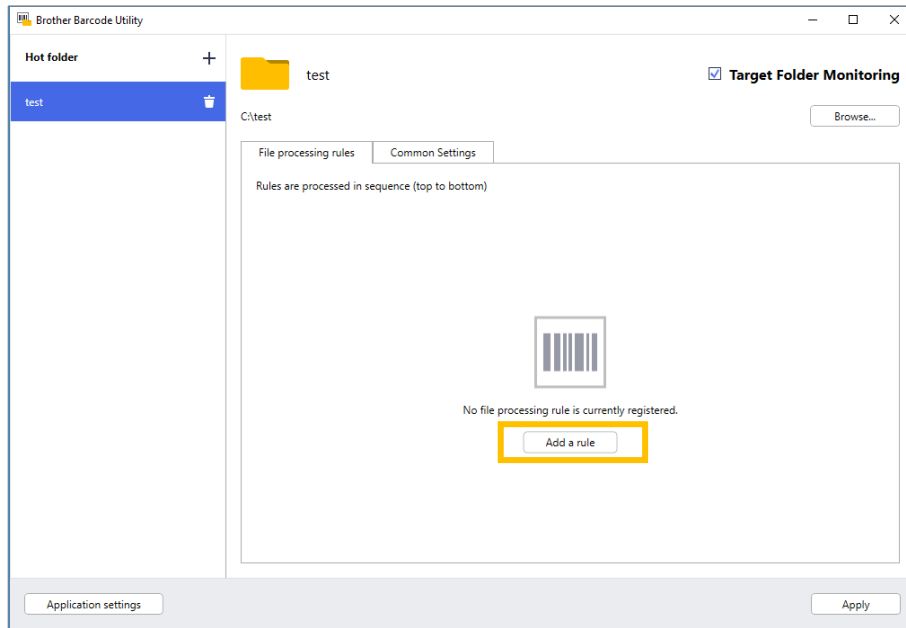 Brother Barcode Utility
Hot folder
test
test
Target Folder Monitoring
C:\test
Browse...
File processing rules
Common Settings
Rules are processed in sequence (top to bottom)
No file processing rule is currently registered.
Add a rule
Application settings
Apply